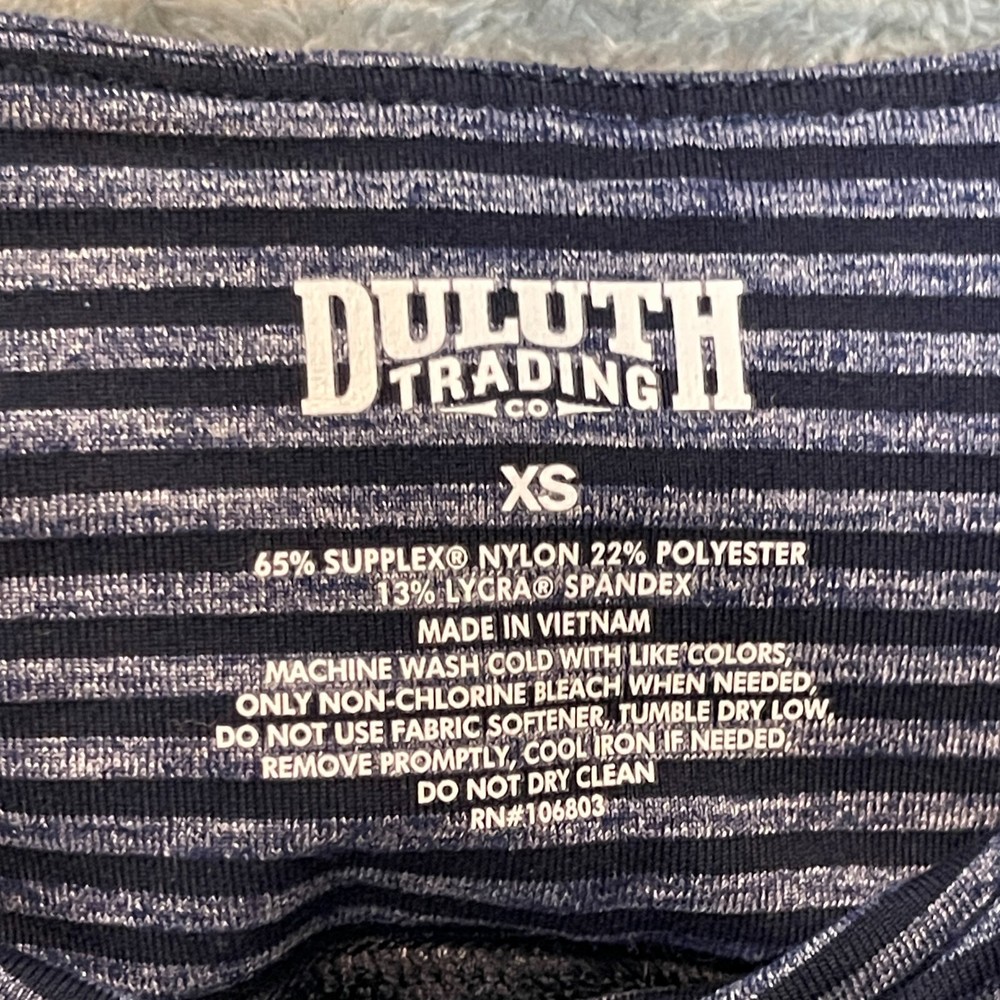 DULUTH
TRADING
CO
XS
65% SUPPLEX® NYLON 22% POLYESTER
13% LYCRA® SPANDEX
MADE IN VIETNAM
MACHINE WASH COLD WITH LIKE COLORS,
ONLY NON-CHLORINE BLEACH WHEN NEEDED,
DO NOT USE FABRIC SOFTENER, TUMBLE DRY LOW,
REMOVE PROMPTLY, COOL IRON IF NEEDED,
DO NOT DRY CLEAN
RN#106803